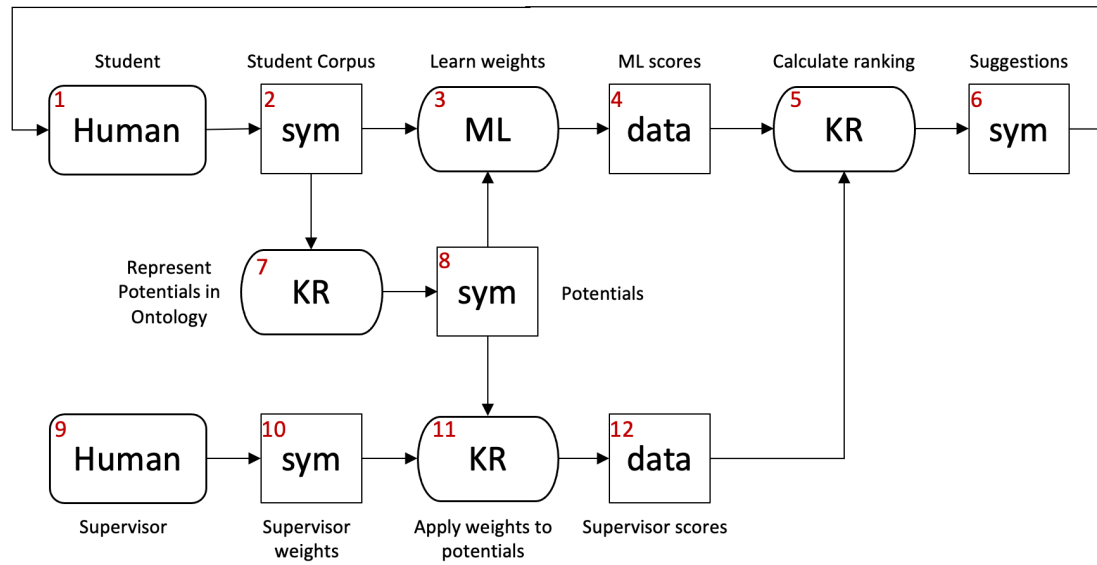 Student
Student Corpus
Learn weights
ML scores
Calculate ranking
Suggestions
1
Human
2
sym
3
ML
4
data
5
KR
6
sym
Represent
Potentials in
Ontology
7
KR
8
sym
Potentials
9
Human
10
sym
11
KR
12
data
Supervisor
Supervisor
weights
Apply weights to
potentials
Supervisor scores